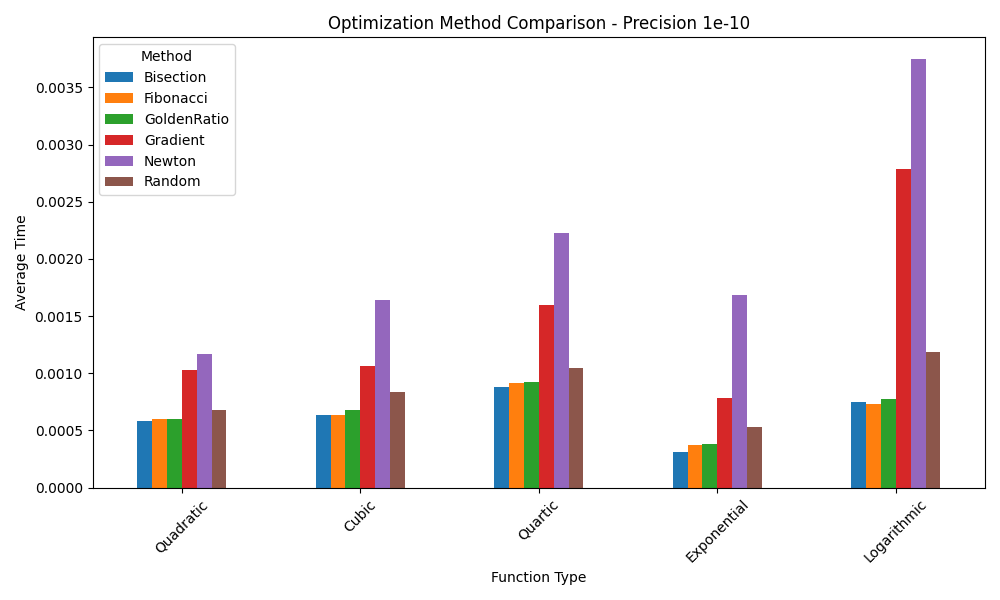 Optimization Method Comparison - Precision 1e-10
Method
Bisection
Fibonacci
GoldenRatio
Gradient
Newton
Random
Average Time
0.0035
0.0030
0.0025
0.0020
0.0015
0.0010
0.0005
0.0000
Quadratic
Cubic
Quartic
Exponential
Logarithmic
Function Type